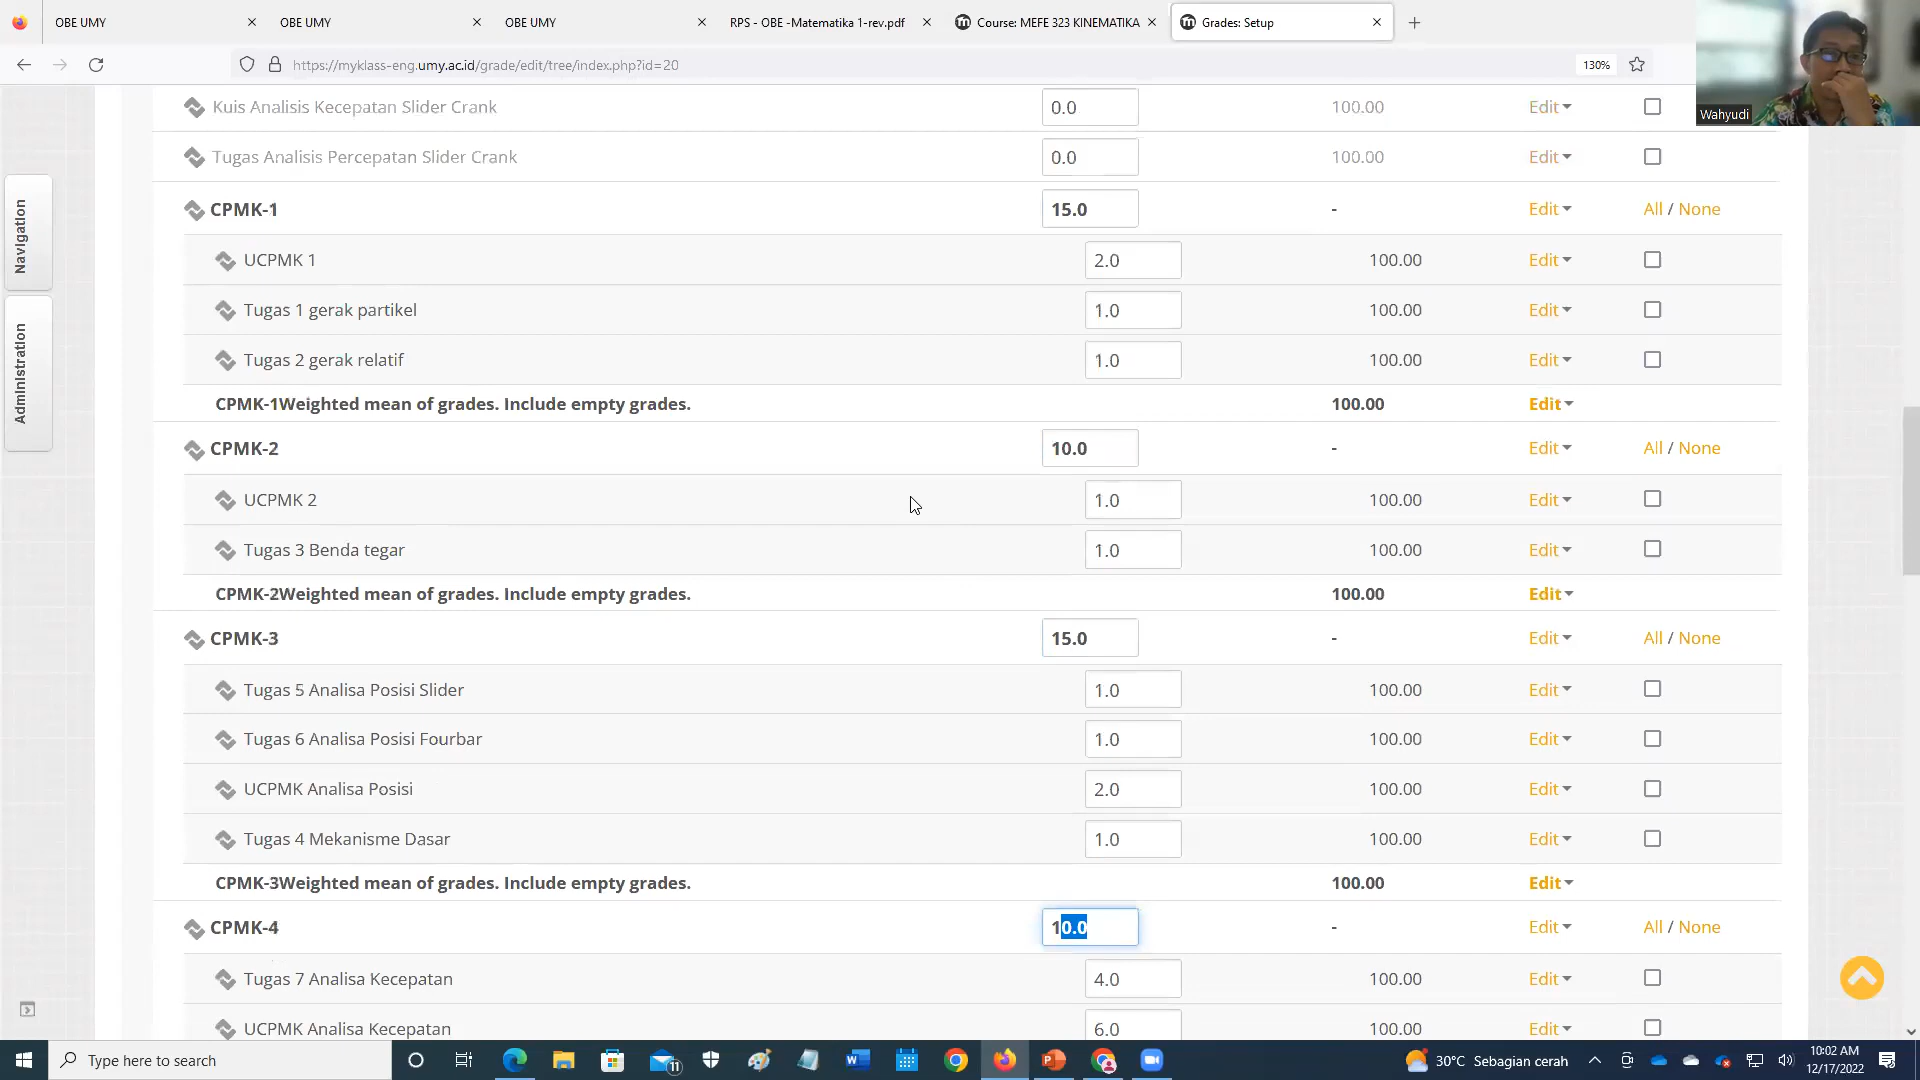 OBE UMY
OBE UMY
OBE UMY
RPS - OBE -Matematika 1-rev.pdf
Course: MEFE 323 KINEMATIKA
Grades: Setup
https://myklass-eng.umy.ac.id/grade/edit/tree/index.php?id=20
130%
Wahyudi
Navigation
Administration
Kuis Analisis Kecepatan Slider Crank 0.0 100.00 Edit
Tugas Analisis Percepatan Slider Crank 0.0 100.00 Edit
CPMK-1 15.0 - Edit All / None
UCPMK 1 2.0 100.00 Edit
Tugas 1 gerak partikel 1.0 100.00 Edit
Tugas 2 gerak relatif 1.0 100.00 Edit
CPMK-1Weighted mean of grades. Include empty grades. 100.00 Edit
CPMK-2 10.0 - Edit All / None
UCPMK 2 1.0 100.00 Edit
Tugas 3 Benda tegar 1.0 100.00 Edit
CPMK-2Weighted mean of grades. Include empty grades. 100.00 Edit
CPMK-3 15.0 - Edit All / None
Tugas 5 Analisa Posisi Slider 1.0 100.00 Edit
Tugas 6 Analisa Posisi Fourbar 1.0 100.00 Edit
UCPMK Analisa Posisi 2.0 100.00 Edit
Tugas 4 Mekanisme Dasar 1.0 100.00 Edit
CPMK-3Weighted mean of grades. Include empty grades. 100.00 Edit
CPMK-4 10.0 - Edit All / None
Tugas 7 Analisa Kecepatan 4.0 100.00 Edit
UCPMK Analisa Kecepatan 6.0 100.00 Edit
Type here to search
11
30°C Sebagian cerah
10:02 AM
12/17/2022